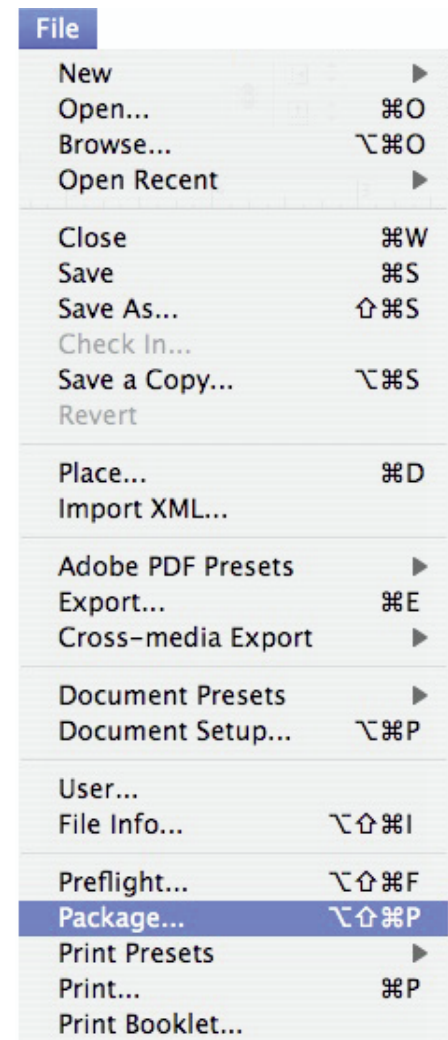 File
New ▶
Open... ⌘O
Browse... ⌥⌘O
Open Recent ▶
Close ⌘W
Save ⌘S
Save As... ⇧⌘S
Check In...
Save a Copy... ⌥⌘S
Revert
Place... ⌘D
Import XML...
Adobe PDF Presets ▶
Export... ⌘E
Cross-media Export ▶
Document Presets ▶
Document Setup... ⌥⌘P
User...
File Info... ⌥⇧⌘I
Preflight... ⌥⇧⌘F
Package... ⌥⇧⌘P
Print Presets ▶
Print... ⌘P
Print Booklet...